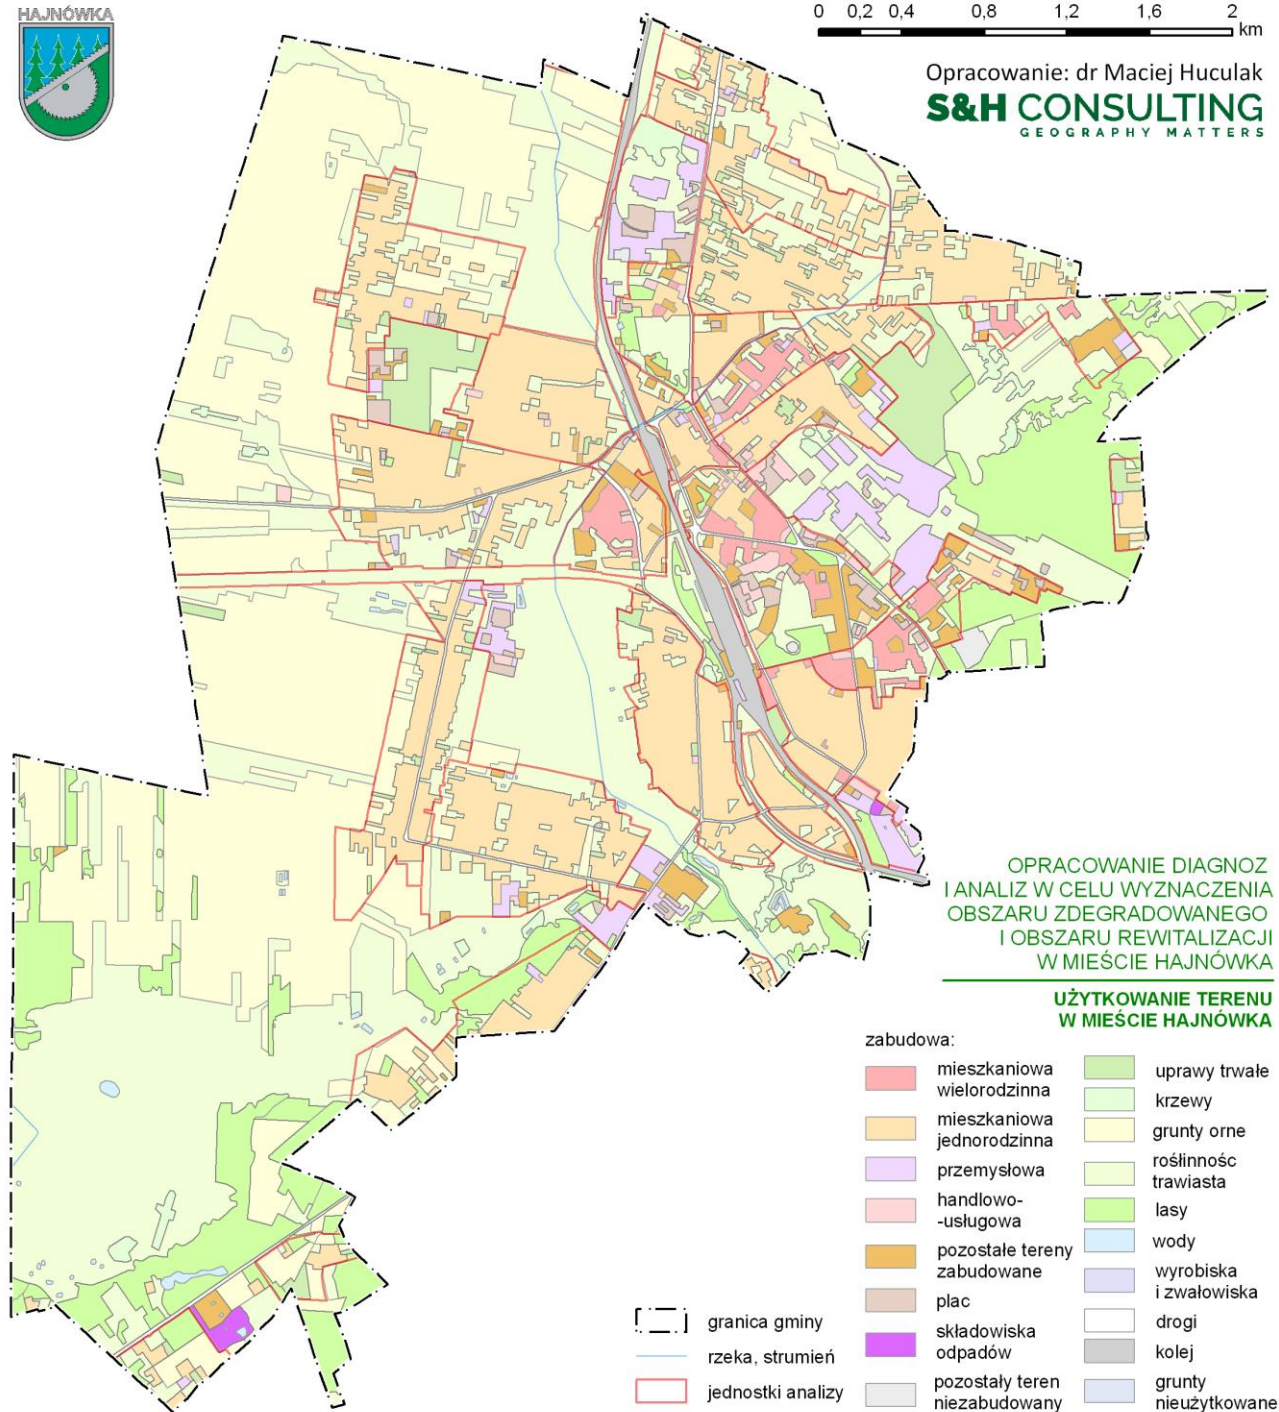 HAJNÓWKA
0 0,2 0,4 0,8 1,2 1,6 2
km
Opracowanie: dr Maciej Huculak
S&H CONSULTING
GEOGRAPHY MATTERS
OPRACOWANIE DIAGNOZ
I ANALIZ W CELU WYZNACZENIA
OBSZARU ZDEGRADOWANEGO
I OBSZARU REWITALIZACJI
W MIEŚCIE HAJNÓWKA
UŻYTKOWANIE TERENU
W MIEŚCIE HAJNÓWKA
zabudowa:
mieszkaniowa
wielorodzinna
mieszkaniowa
jednorodzinna
przemysłowa
handlowo-
-usługowa
pozostałe tereny
zabudowane
plac
składowiska
odpadów
pozostały teren
niezabudowany
uprawy trwałe
krzewy
grunty orne
roślinnośc
trawiasta
lasy
wody
wyrobiska
i zwałowiska
drogi
kolej
grunty
nieużytkowane
granica gminy
rzeka, strumień
jednostki analizy